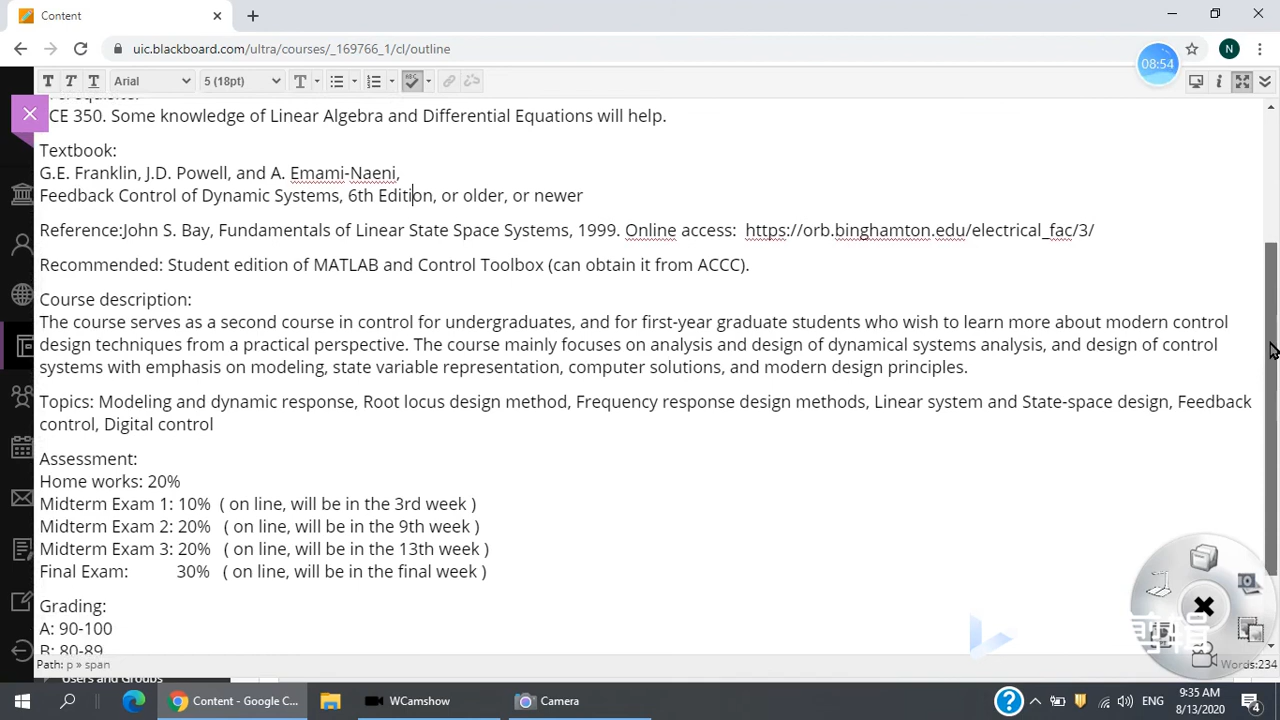 Content
uic.blackboard.com/ultra/courses/_169766_1/cl/outline
N
08:54
Arial
5 (18pt)
CE 350. Some knowledge of Linear Algebra and Differential Equations will help.
Textbook:
G.E. Franklin, J.D. Powell, and A. Emami-Naeni,
Feedback Control of Dynamic Systems, 6th Edition, or older, or newer
Reference:John S. Bay, Fundamentals of Linear State Space Systems, 1999. Online access:  https://orb.binghamton.edu/electrical_fac/3/
Recommended: Student edition of MATLAB and Control Toolbox (can obtain it from ACCC).
Course description:
The course serves as a second course in control for undergraduates, and for first-year graduate students who wish to learn more about modern control
design techniques from a practical perspective. The course mainly focuses on analysis and design of dynamical systems analysis, and design of control
systems with emphasis on modeling, state variable representation, computer solutions, and modern design principles.
Topics: Modeling and dynamic response, Root locus design method, Frequency response design methods, Linear system and State-space design, Feedback
control, Digital control
Assessment:
Home works: 20%
Midterm Exam 1: 10%  ( on line, will be in the 3rd week )
Midterm Exam 2: 20%  ( on line, will be in the 9th week )
Midterm Exam 3: 20%  ( on line, will be in the 13th week )
Final Exam: 30%  ( on line, will be in the final week )
Grading:
A: 90-100
B: 80-89
Path: p » span
Words:234
Users and Groups
Content - Google C...
WCamshow
Camera
9:35 AM
8/13/2020
4